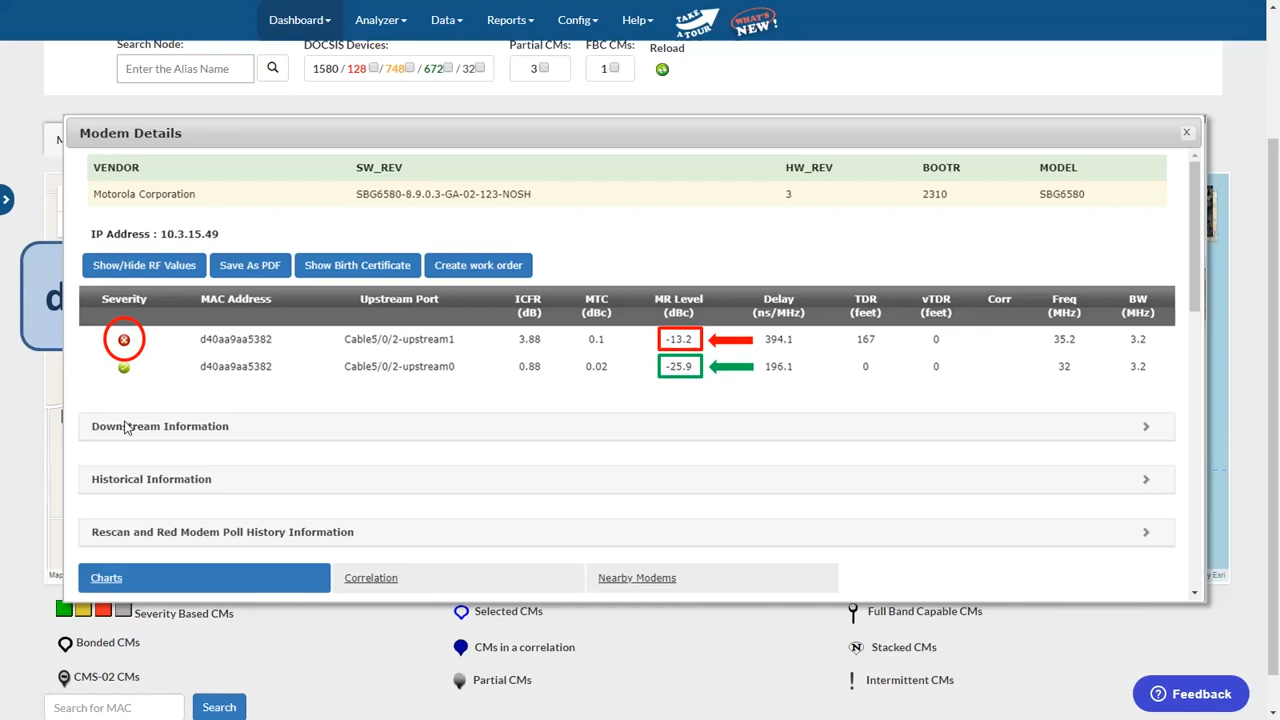 Dashboard Analyzer Data Reports Config Help TAKE A TOUR WHAT'S NEW!
Search Node: DOCSIS Devices: Partial CMs: FBC CMs: Reload
Enter the Alias Name 1580 / 128 / 748 / 672 / 32 3 1
Modem Details
VENDOR SW_REV HW_REV BOOTR MODEL
Motorola Corporation SBG6580-8.9.0.3-GA-02-123-NOSH 3 2310 SBG6580
IP Address : 10.3.15.49
Show/Hide RF Values Save As PDF Show Birth Certificate Create work order
Severity MAC Address Upstream Port ICFR (dB) MTC (dBc) MR Level (dBc) Delay (ns/MHz) TDR (feet) vTDR (feet) Corr Freq (MHz) BW (MHz)
d40aa9aa5382 Cable5/0/2-upstream1 3.88 0.1 -13.2 394.1 167 0 35.2 3.2
d40aa9aa5382 Cable5/0/2-upstream0 0.88 0.02 -25.9 196.1 0 0 32 3.2
Downstream Information
Historical Information
Rescan and Red Modem Poll History Information
Charts Correlation Nearby Modems
Severity Based CMs Selected CMs Full Band Capable CMs
Bonded CMs CMs in a correlation N Stacked CMs
CMS-02 CMs Partial CMs Intermittent CMs
Search for MAC Search
Feedback